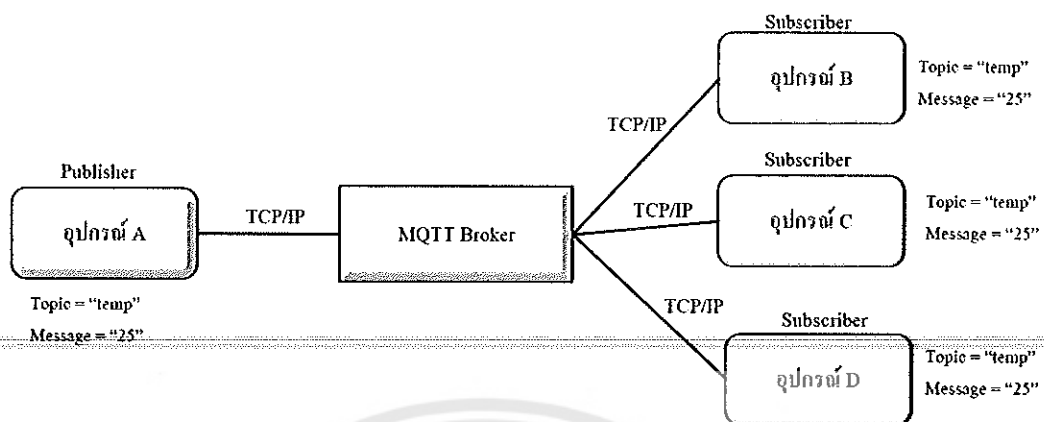 Subscriber
อุปกรณ์ B
Topic = “temp”
Message = “25”
TCP/IP
Publisher
อุปกรณ์ A
Topic = “temp”
Message = “25”
TCP/IP
MQTT Broker
Subscriber
TCP/IP
อุปกรณ์ C
Topic = “temp”
Message = “25”
TCP/IP
Subscriber
อุปกรณ์ D
Topic = “temp”
Message = “25”